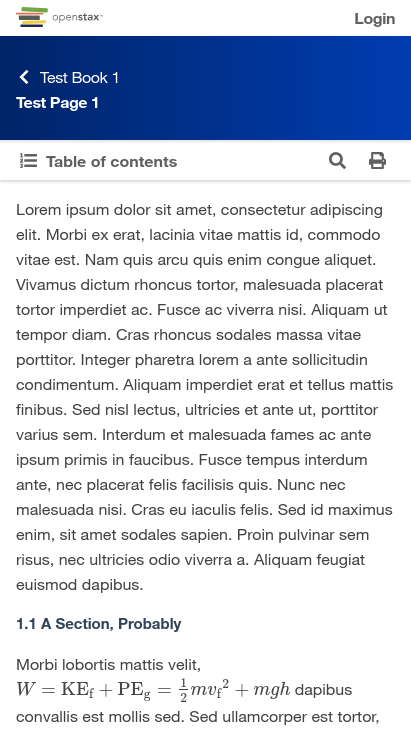 openstax™
Login
Test Book 1
Test Page 1
Table of contents
Lorem ipsum dolor sit amet, consectetur adipiscing
elit. Morbi ex erat, lacinia vitae mattis id, commodo
vitae est. Nam quis arcu quis enim congue aliquet.
Vivamus dictum rhoncus tortor, malesuada placerat
tortor imperdiet ac. Fusce ac viverra nisi. Aliquam ut
tempor diam. Cras rhoncus sodales massa vitae
porttitor. Integer pharetra lorem a ante sollicitudin
condimentum. Aliquam imperdiet erat et tellus mattis
finibus. Sed nisl lectus, ultricies et ante ut, porttitor
varius sem. Interdum et malesuada fames ac ante
ipsum primis in faucibus. Fusce tempus interdum
ante, nec placerat felis facilisis quis. Nunc nec
malesuada nisi. Cras eu iaculis felis. Sed id maximus
enim, sit amet sodales sapien. Proin pulvinar sem
risus, nec ultricies odio viverra a. Aliquam feugiat
euismod dapibus.
1.1 A Section, Probably
Morbi lobortis mattis velit,
W = KE_f + PE_g = 1/2 mv_f² + mgh dapibus
convallis est mollis sed. Sed ullamcorper est tortor,